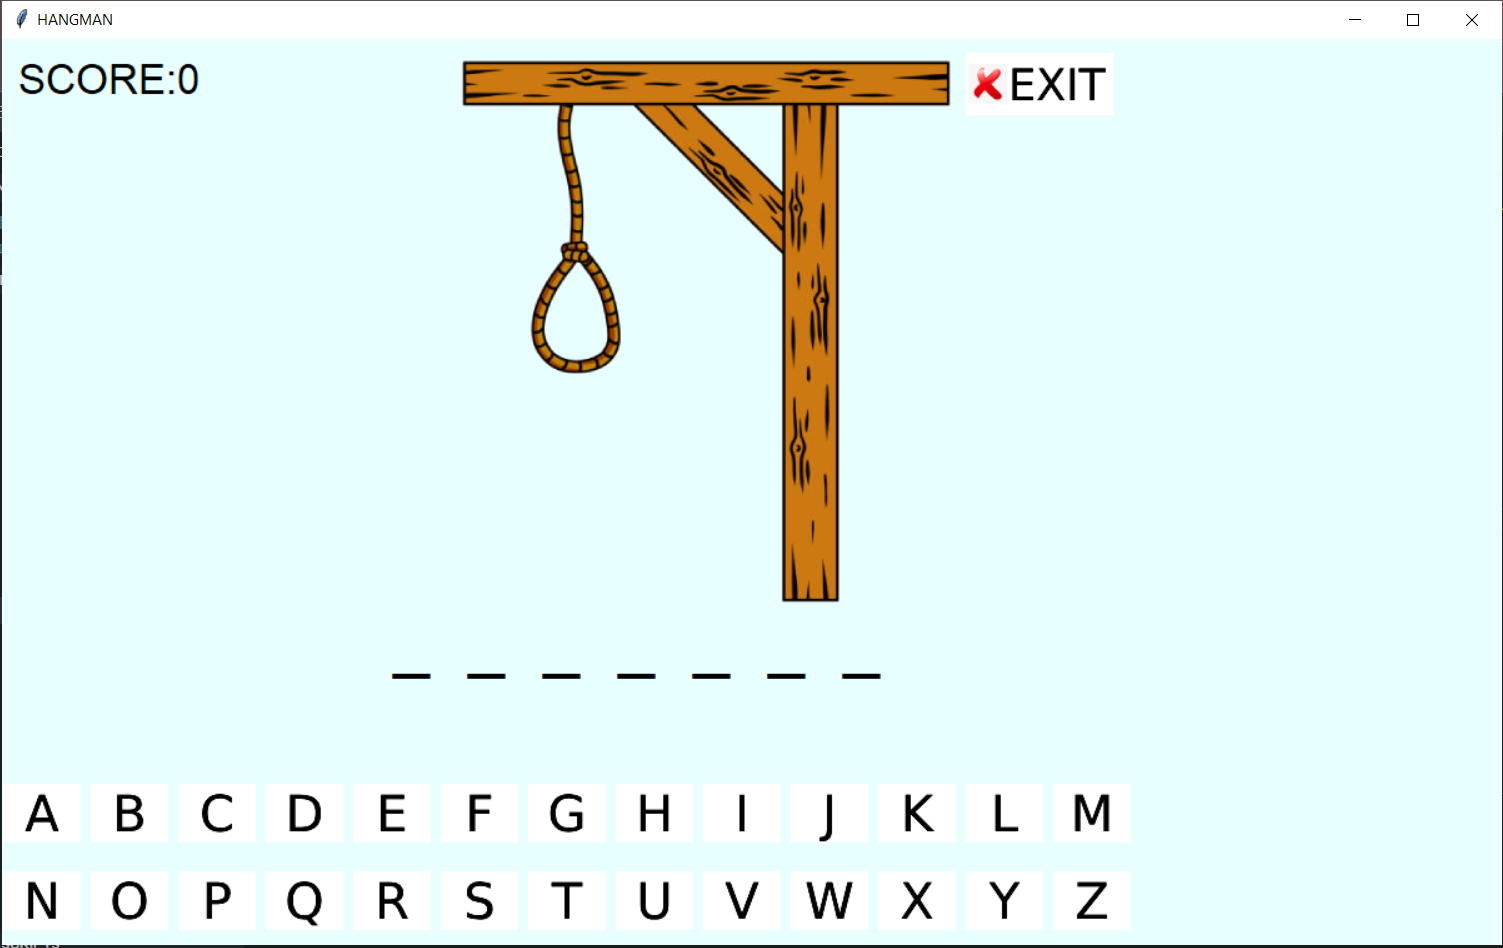 HANGMAN
SCORE:0
EXIT
_ _ _ _ _ _ _
A B C D E F G H I J K L M
N O P Q R S T U V W X Y Z